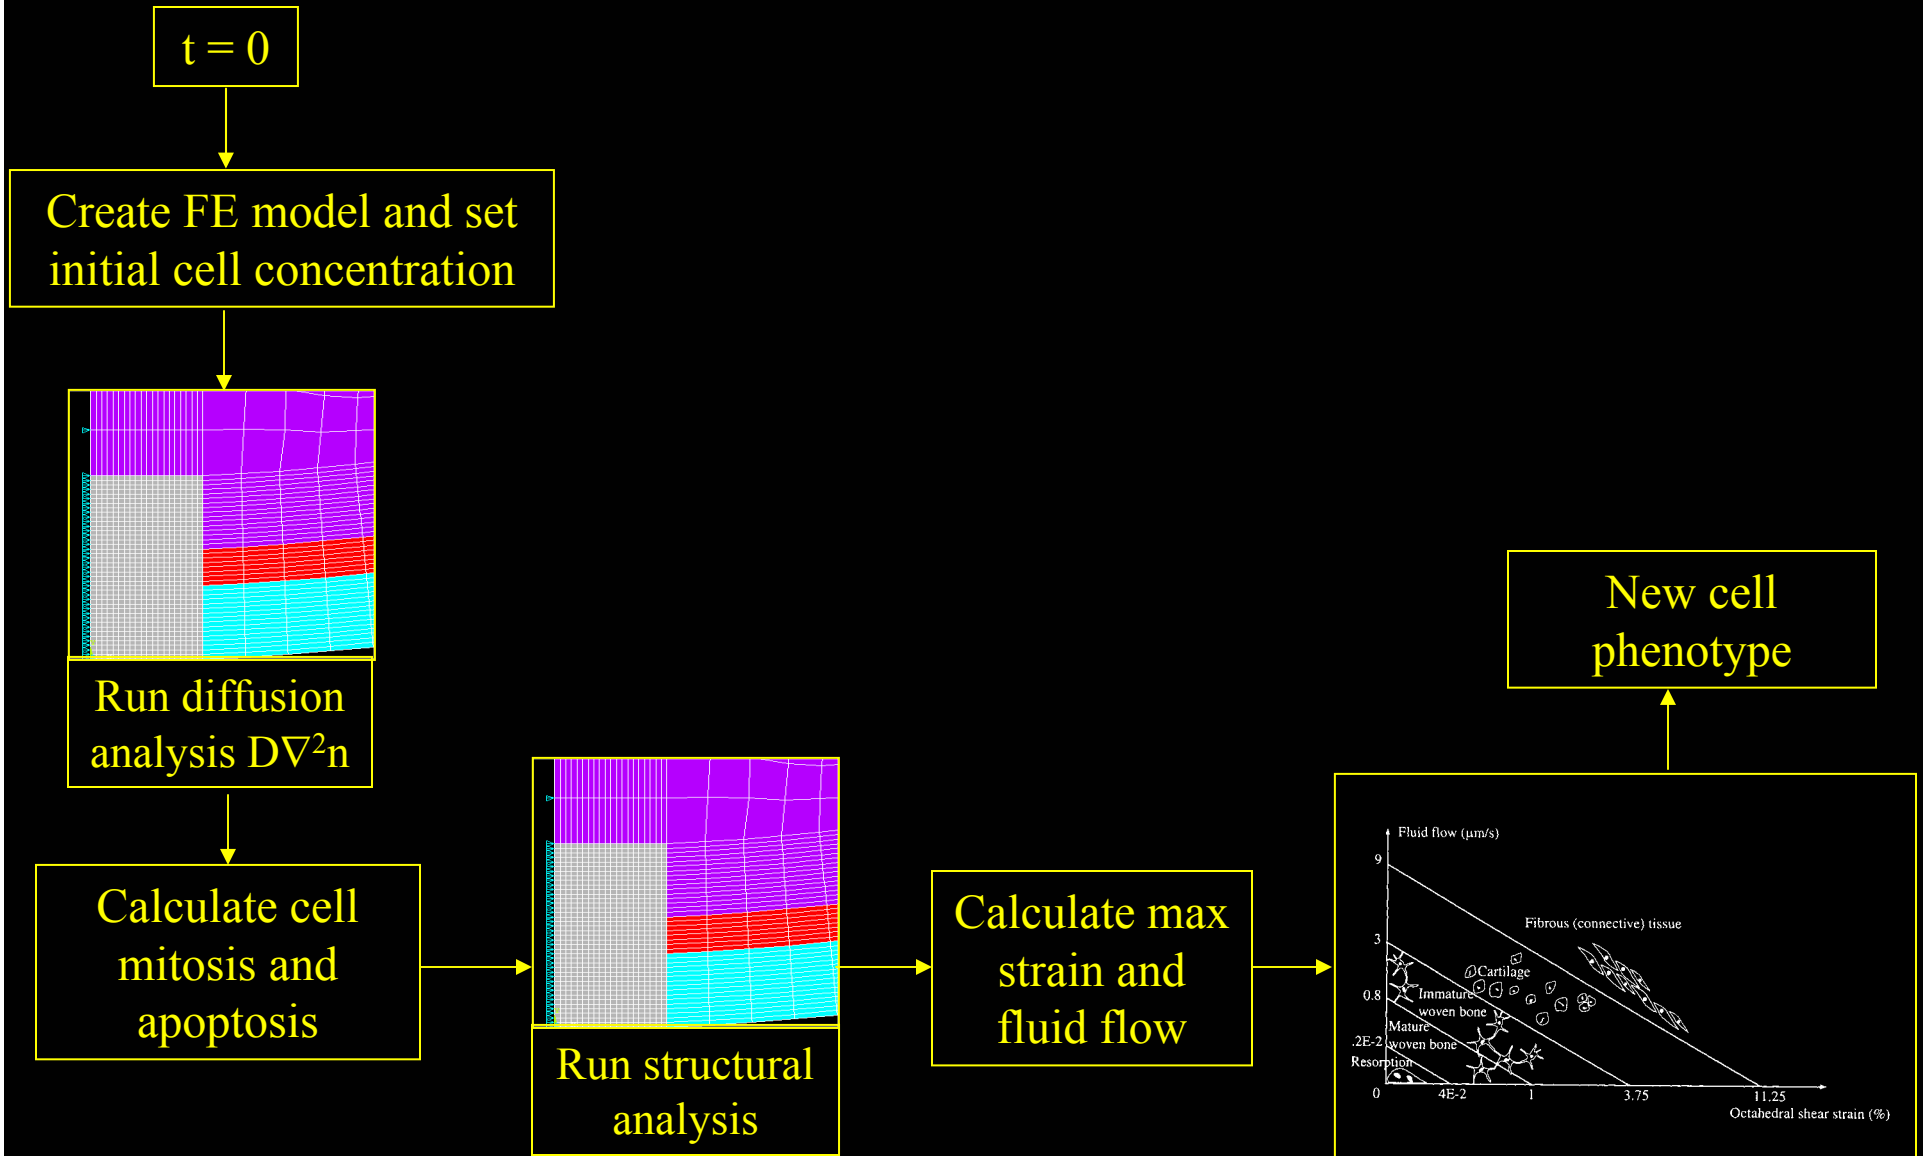 t = 0
Create FE model and set
initial cell concentration
Run diffusion
analysis D∇²n
Calculate cell
mitosis and
apoptosis
Run structural
analysis
Calculate max
strain and
fluid flow
New cell
phenotype
Fluid flow (μm/s)
9
Fibrous (connective) tissue
3
Cartilage
0.8
Immature
woven bone
Mature
.2E-2
woven bone
Resorption
0
4E-2
1
3.75
11.25
Octahedral shear strain (%)